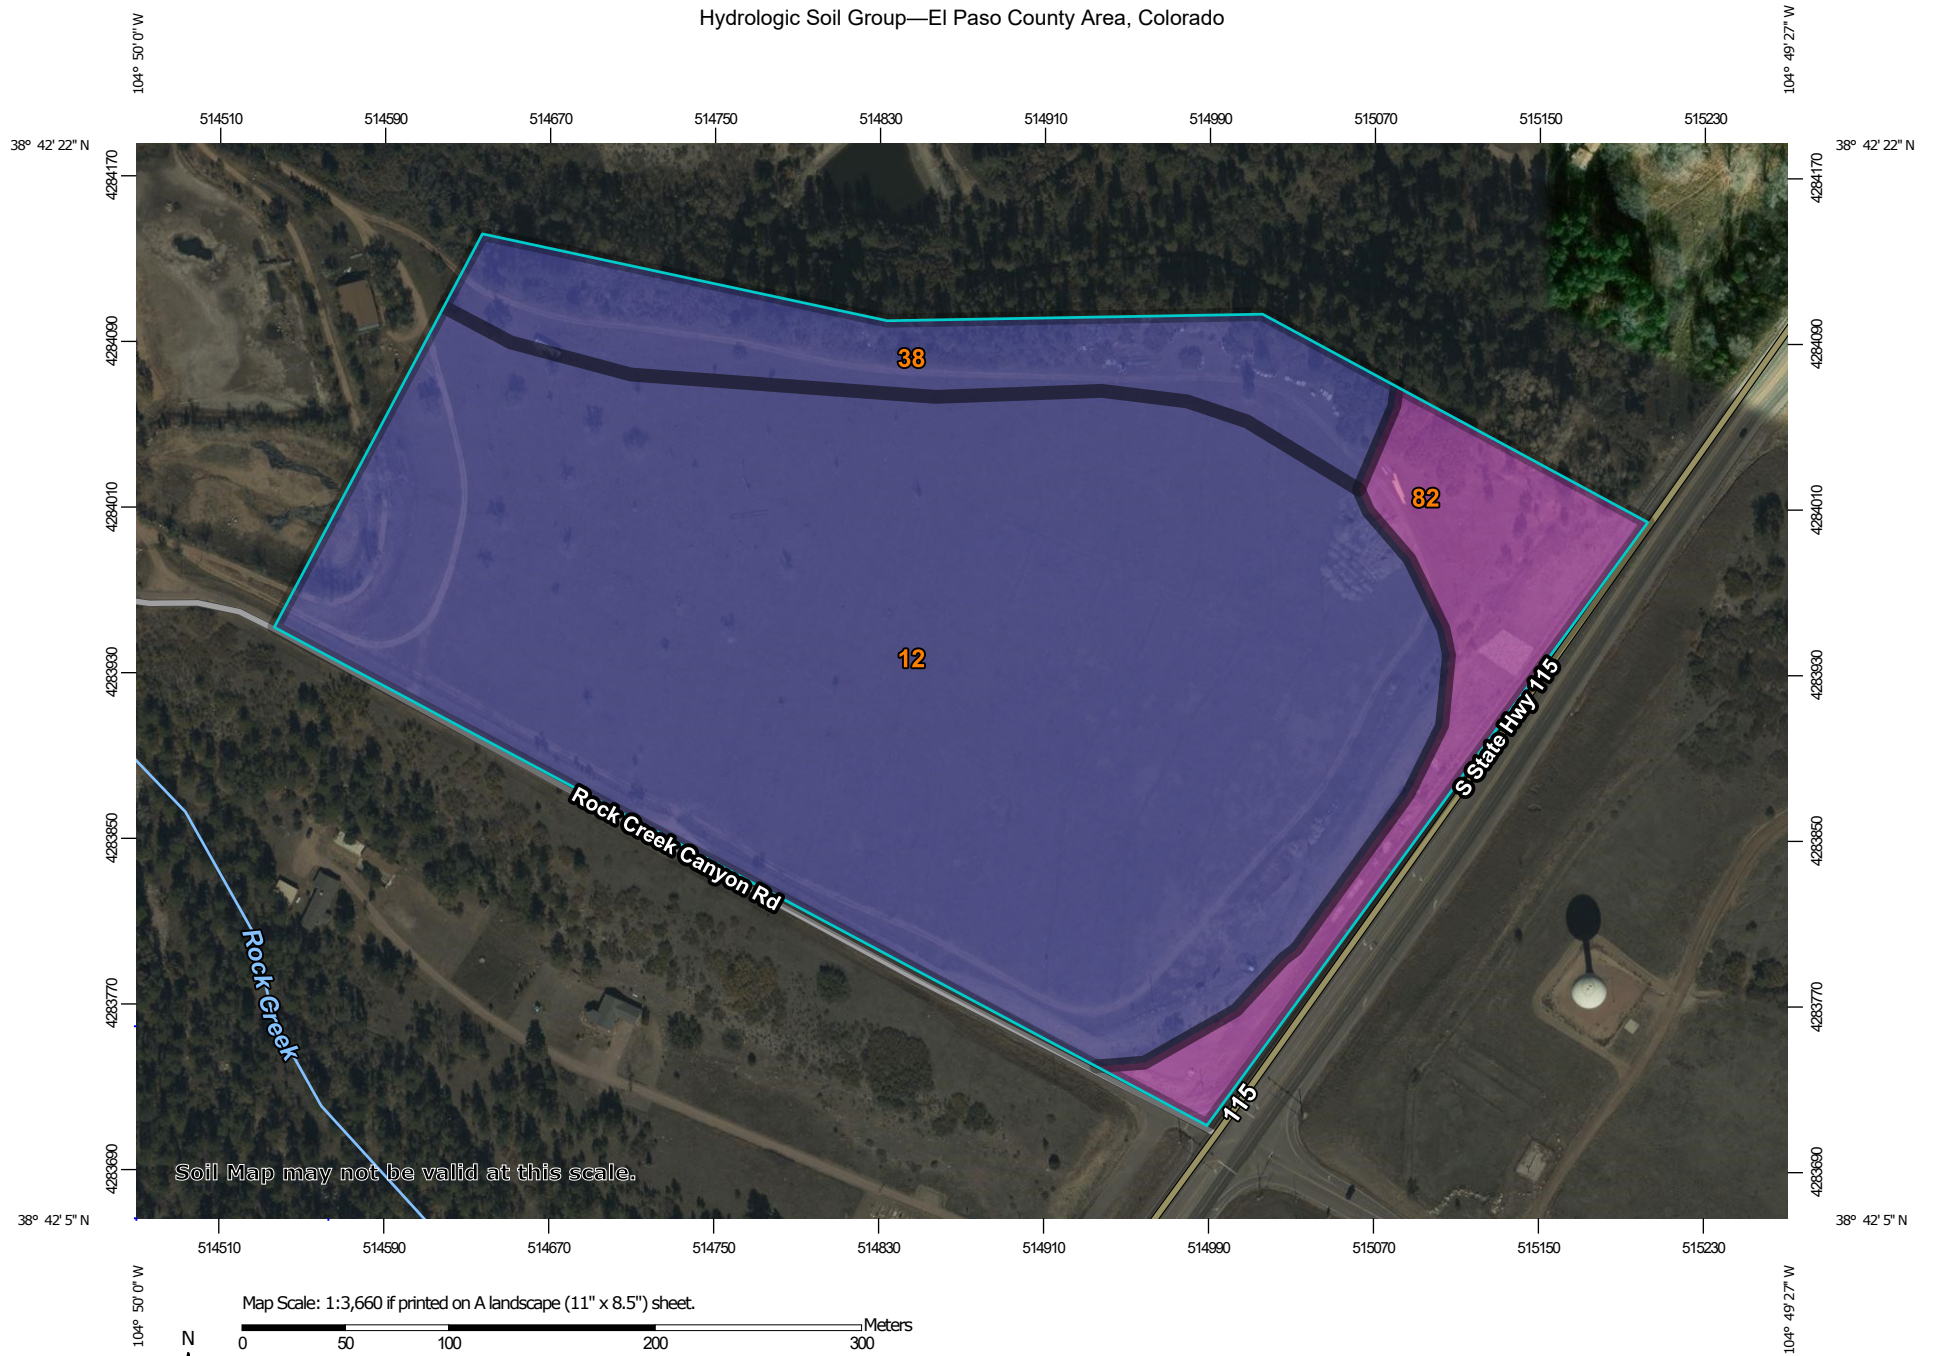 Hydrologic Soil Group—El Paso County Area, Colorado
104° 50' 0" W
104° 49' 27" W
514510 514590 514670 514750 514830 514910 514990 515070 515150 515230
38° 42' 22" N
38° 42' 22" N
4284170
4284170
4284090
4284090
38
4284010
82
4284010
12
4283930
4283930
S State Hwy 115
Rock Creek Canyon Rd
4283850
4283850
Rock Creek
4283770
4283770
115
4283690
4283690
Soil Map may not be valid at this scale.
38° 42' 5" N
38° 42' 5" N
514510 514590 514670 514750 514830 514910 514990 515070 515150 515230
104° 50' 0" W
104° 49' 27" W
Map Scale: 1:3,660 if printed on A landscape (11" x 8.5") sheet.
N
Meters
0 50 100 200 300